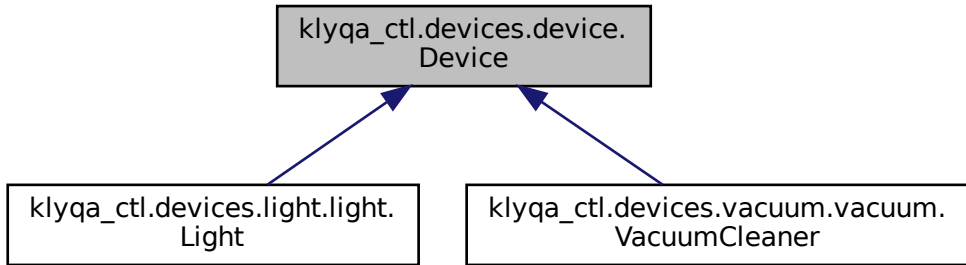 klyqa_ctl.devices.device.
Device
klyqa_ctl.devices.light.light.
Light
klyqa_ctl.devices.vacuum.vacuum.
VacuumCleaner